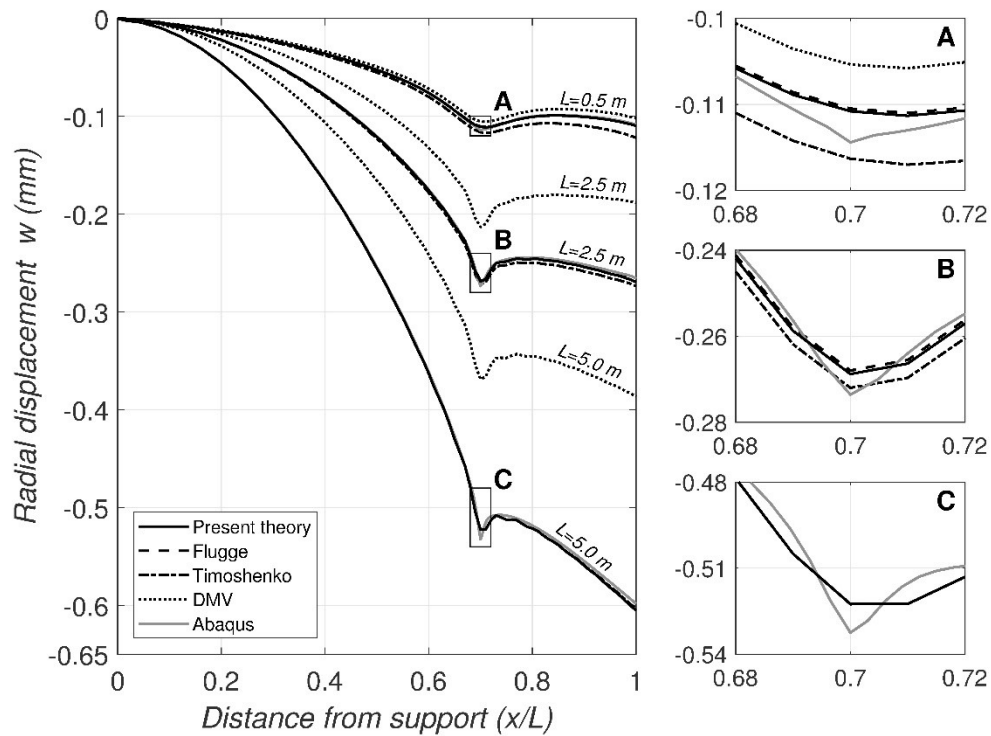 0
-0.1
-0.2
-0.3
-0.4
-0.5
-0.6
-0.65
Radial displacement w (mm)
0
0.2
0.4
0.6
0.8
1
Distance from support (x/L)
A
L=0.5 m
L=2.5 m
B
L=2.5 m
L=5.0 m
C
L=5.0 m
Present theory
Flugge
Timoshenko
DMV
Abaqus
-0.1
-0.11
-0.12
A
0.68
0.7
0.72
-0.24
-0.26
-0.28
B
0.68
0.7
0.72
-0.48
-0.51
-0.54
C
0.68
0.7
0.72